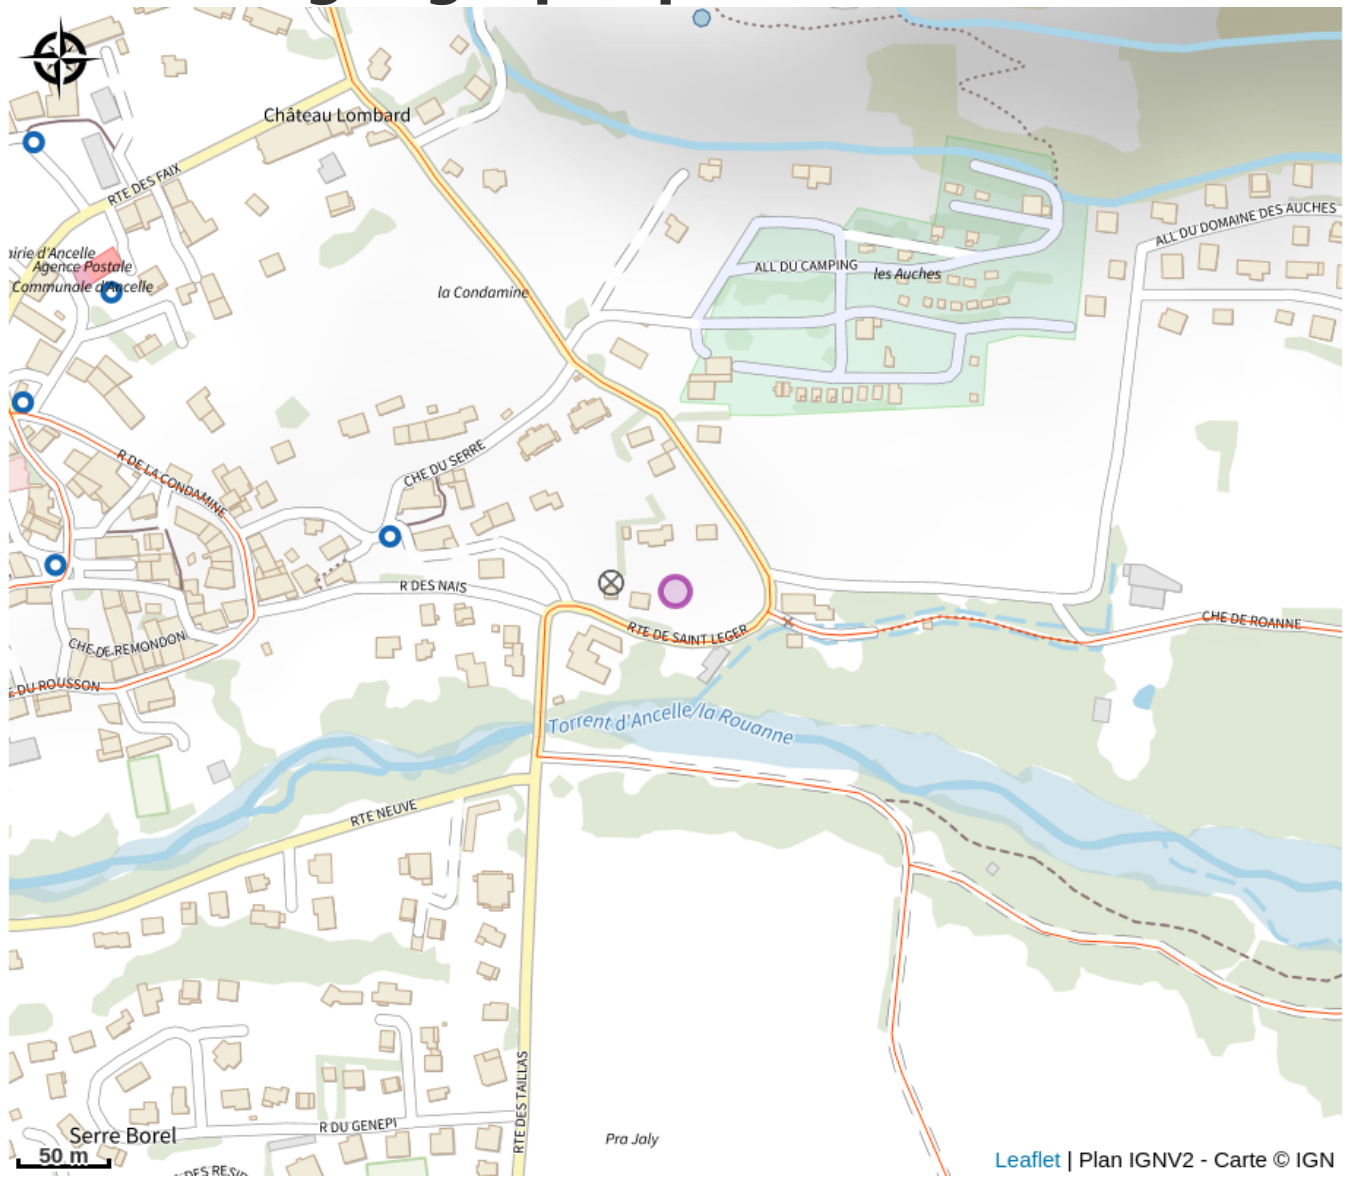 Château Lombard
RTE DES FAIX
ALL DU DOMAINE DES AUCHES
airie d'Ancelle
Agence Postale
Communale d'Ancelle
la Condamine
ALL DU CAMPING
les Auches
R DE LA CONDAMINE
CHE DU SERRE
R DES NAIS
RTE DE SAINT LEGER
CHE DE ROANNE
CHE DE REMONDON
E DU ROUSSON
Torrent d'Ancelle/la Rouanne
RTE NEUVE
RTE DES TAILLAS
R DU GENEPI
Serre Borel
Pra Jaly
50 m
DES RESID
Leaflet | Plan IGNV2 - Carte © IGN